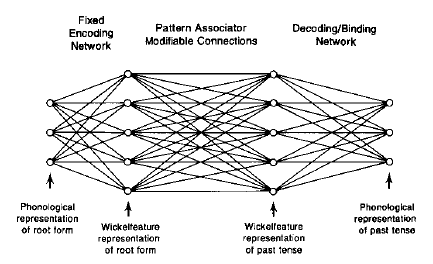 Fixed
Encoding
Network
Pattern Associator
Modifiable Connections
Decoding/Binding
Network
Phonological
representation
of root form
Wickelfeature
representation
of root form
Wickelfeature
representation
of past tense
Phonological
representation
of past tense